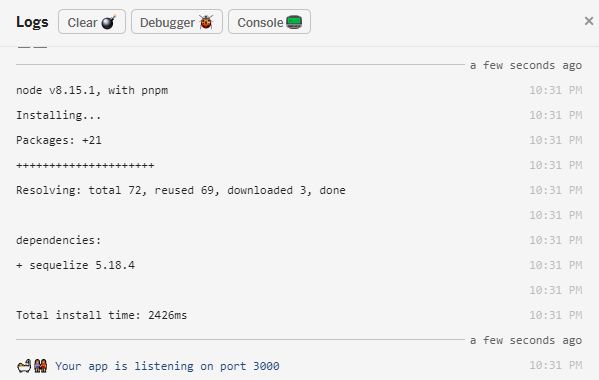 Logs Clear Debugger Console ×
a few seconds ago
node v8.15.1, with pnpm 10:31 PM
Installing... 10:31 PM
Packages: +21 10:31 PM
+++++++++++++++++++++ 10:31 PM
Resolving: total 72, reused 69, downloaded 3, done 10:31 PM
10:31 PM
dependencies: 10:31 PM
+ sequelize 5.18.4 10:31 PM
10:31 PM
Total install time: 2426ms 10:31 PM
a few seconds ago
Your app is listening on port 3000 10:31 PM